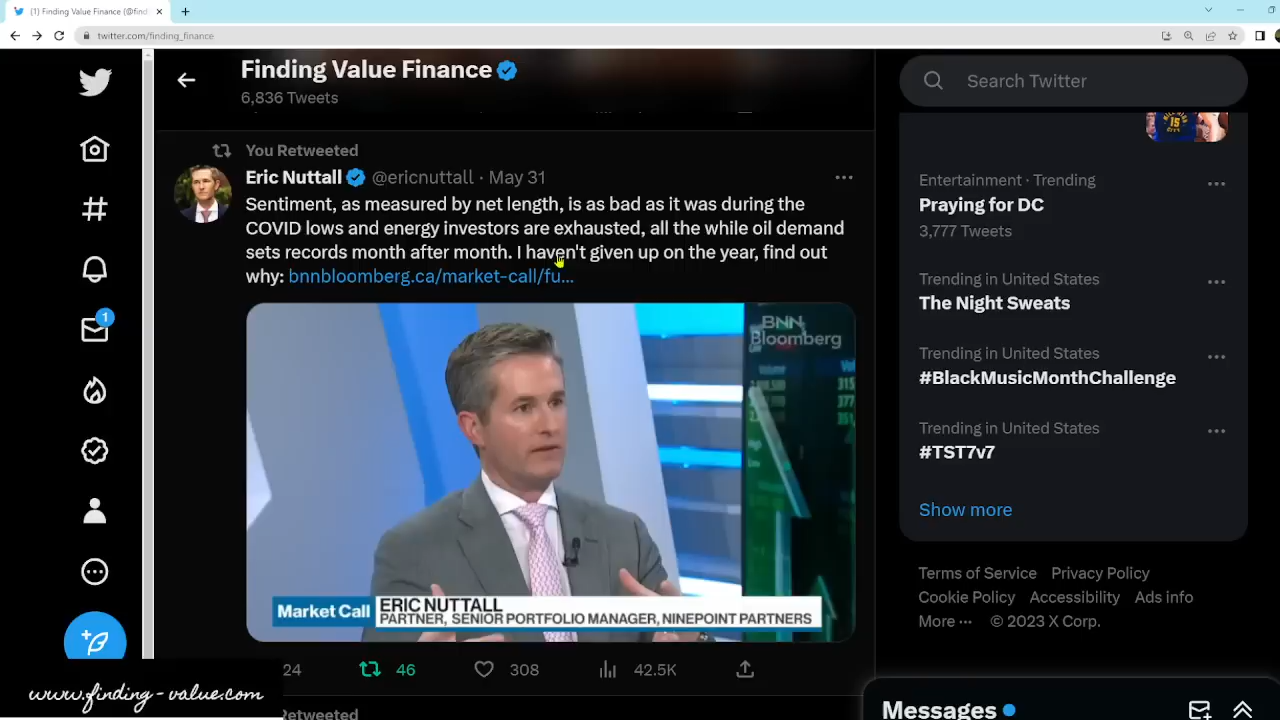 (1) Finding Value Finance (@find
twitter.com/finding_finance
Finding Value Finance
6,836 Tweets
Search Twitter
You Retweeted
Eric Nuttall @ericnuttall · May 31
Sentiment, as measured by net length, is as bad as it was during the
COVID lows and energy investors are exhausted, all the while oil demand
sets records month after month. I haven't given up on the year, find out
why: bnnbloomberg.ca/market-call/fu...
BNN
Bloomberg
Market Call
ERIC NUTTALL
PARTNER, SENIOR PORTFOLIO MANAGER, NINEPOINT PARTNERS
24
46
308
42.5K
Retweeted
1
15
Entertainment · Trending
Praying for DC
3,777 Tweets
Trending in United States
The Night Sweats
Trending in United States
#BlackMusicMonthChallenge
Trending in United States
#TST7v7
Show more
Terms of Service Privacy Policy
Cookie Policy Accessibility Ads info
More ··· © 2023 X Corp.
Messages
www.finding-value.com